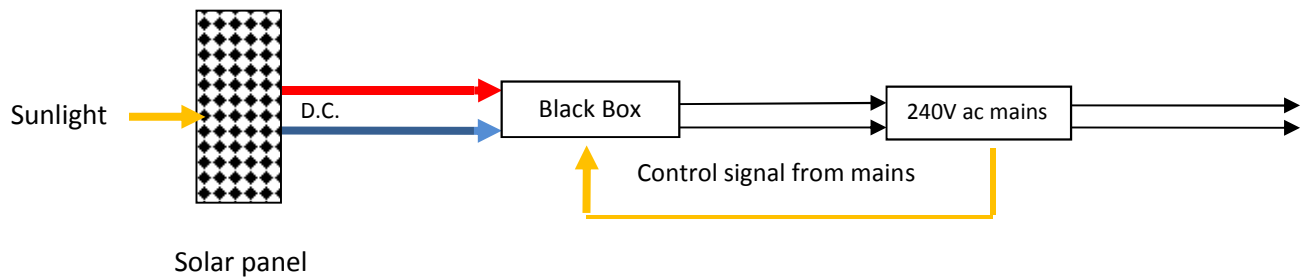 Sunlight
D.C.
Black Box
240V ac mains
Control signal from mains
Solar panel